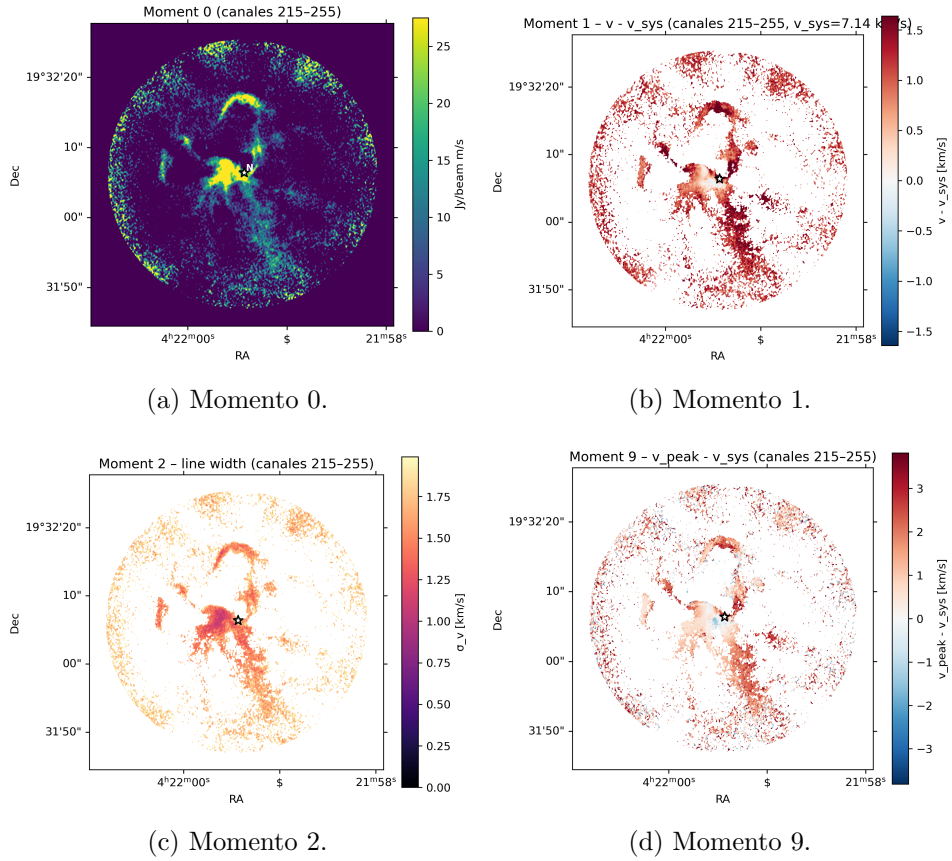 Moment 0 (canales 215–255)
19°32'20"
10"
00"
31'50"
Dec
4ʰ22ᵐ00ˢ
$
21ᵐ58ˢ
RA
N
25
20
15
10
5
0
Jy/beam m/s
(a) Momento 0.
Moment 1 – v - v_sys (canales 215–255, v_sys=7.14 km/s)
19°32'20"
10"
00"
31'50"
Dec
4ʰ22ᵐ00ˢ
$
21ᵐ58ˢ
RA
1.5
1.0
0.5
0.0
−0.5
−1.0
−1.5
v - v_sys [km/s]
(b) Momento 1.
Moment 2 – line width (canales 215–255)
19°32'20"
10"
00"
31'50"
Dec
4ʰ22ᵐ00ˢ
$
21ᵐ58ˢ
RA
1.75
1.50
1.25
1.00
0.75
0.50
0.25
0.00
σ_v [km/s]
(c) Momento 2.
Moment 9 – v_peak - v_sys (canales 215–255)
19°32'20"
10"
00"
31'50"
Dec
4ʰ22ᵐ00ˢ
$
21ᵐ58ˢ
RA
3
2
1
0
−1
−2
−3
v_peak - v_sys [km/s]
(d) Momento 9.